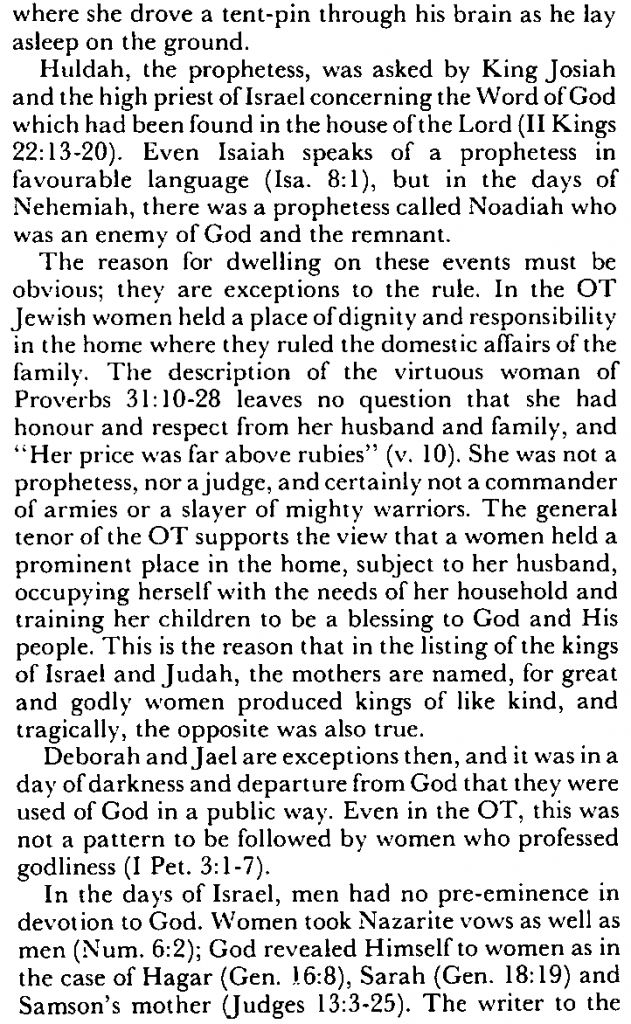 where she drove a tent-pin through his brain as he lay
asleep on the ground.
Huldah, the prophetess, was asked by King Josiah
and the high priest of Israel concerning the Word of God
which had been found in the house of the Lord (II Kings
22:13-20). Even Isaiah speaks of a prophetess in
favourable language (Isa. 8:1), but in the days of
Nehemiah, there was a prophetess called Noadiah who
was an enemy of God and the remnant.
The reason for dwelling on these events must be
obvious; they are exceptions to the rule. In the OT
Jewish women held a place of dignity and responsibility
in the home where they ruled the domestic affairs of the
family. The description of the virtuous woman of
Proverbs 31:10-28 leaves no question that she had
honour and respect from her husband and family, and
“Her price was far above rubies” (v. 10). She was not a
prophetess, nor a judge, and certainly not a commander
of armies or a slayer of mighty warriors. The general
tenor of the OT supports the view that a women held a
prominent place in the home, subject to her husband,
occupying herself with the needs of her household and
training her children to be a blessing to God and His
people. This is the reason that in the listing of the kings
of Israel and Judah, the mothers are named, for great
and godly women produced kings of like kind, and
tragically, the opposite was also true.
Deborah and Jael are exceptions then, and it was in a
day of darkness and departure from God that they were
used of God in a public way. Even in the OT, this was
not a pattern to be followed by women who professed
godliness (I Pet. 3:1-7).
In the days of Israel, men had no pre-eminence in
devotion to God. Women took Nazarite vows as well as
men (Num. 6:2); God revealed Himself to women as in
the case of Hagar (Gen. 16:8), Sarah (Gen. 18:19) and
Samson’s mother (Judges 13:3-25). The writer to the